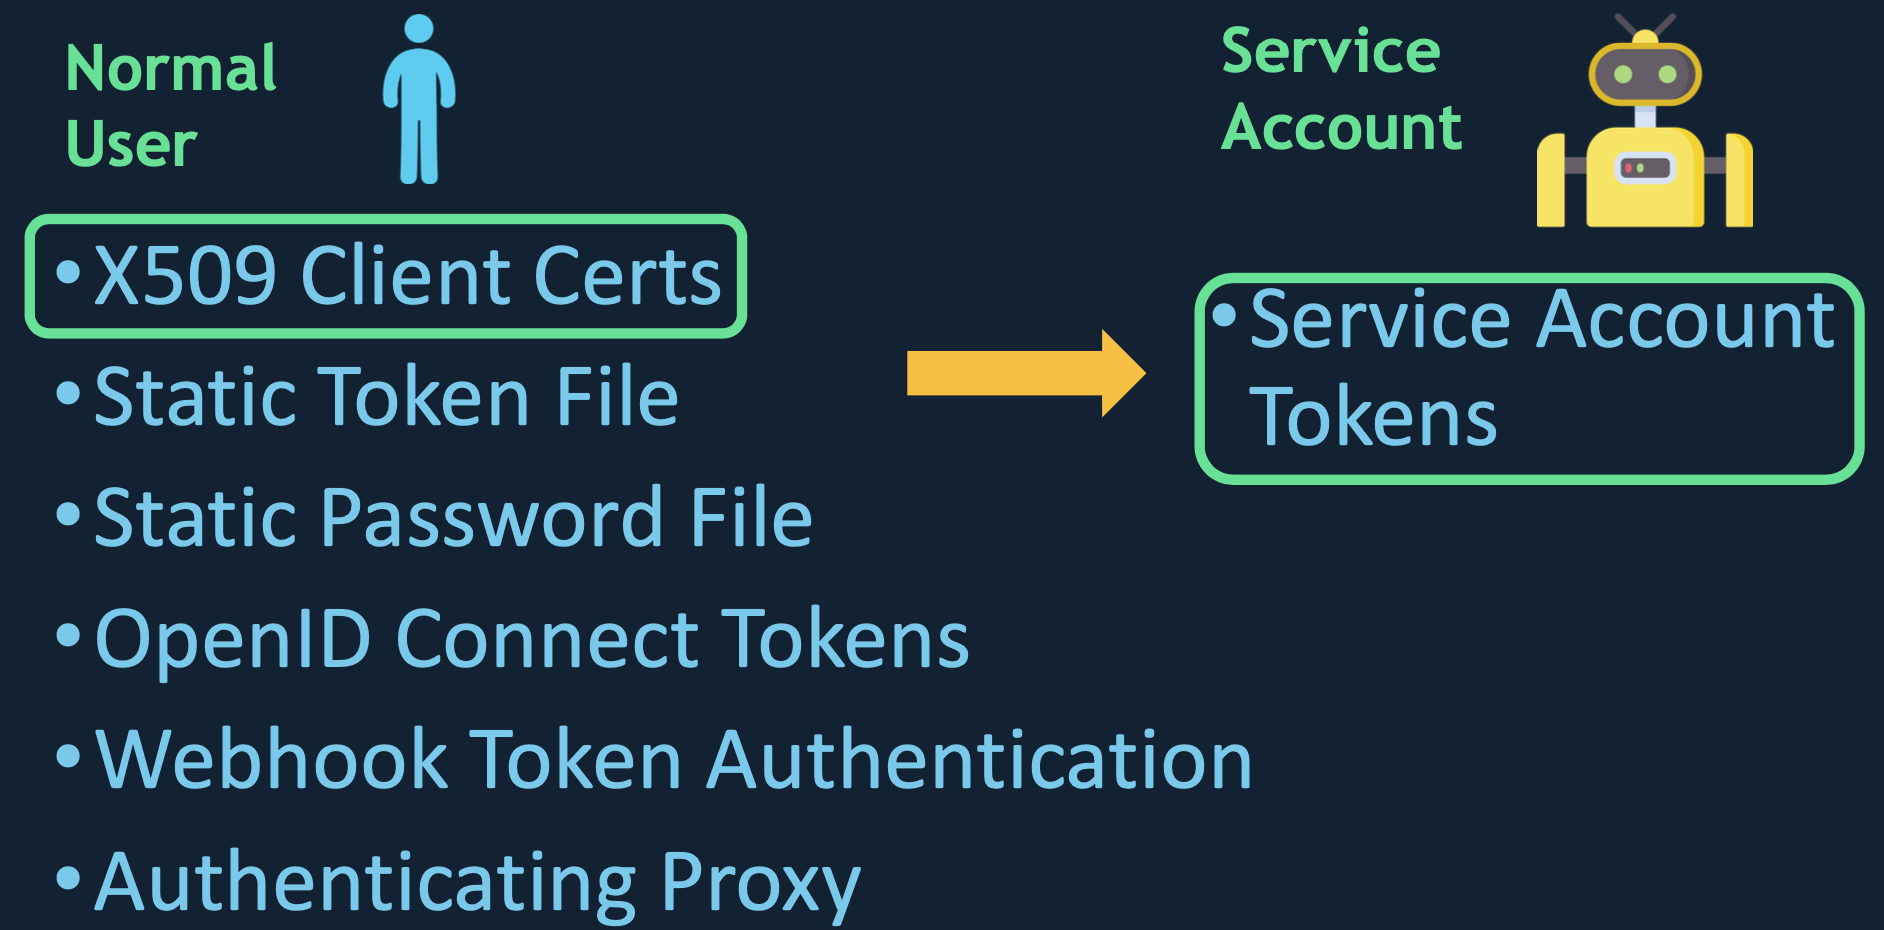 Normal
User
• X509 Client Certs
• Static Token File
• Static Password File
• OpenID Connect Tokens
• Webhook Token Authentication
• Authenticating Proxy
Service
Account
• Service Account
Tokens